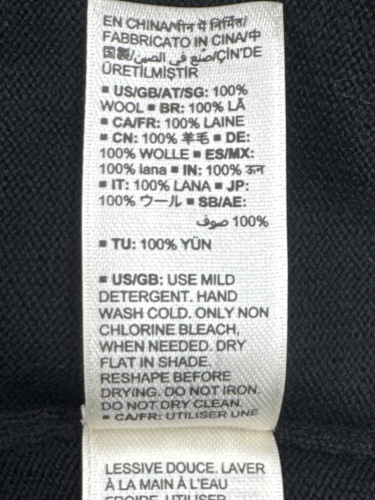 EN CHINA/चीन में निर्मित/
FABBRICATO IN CINA/中
国製/صنع في الصين/ÇİN'DE
ÜRETİLMİŞTİR
▪ US/GB/AT/SG: 100%
WOOL ▪ BR: 100% LÃ
▪ CA/FR: 100% LAINE
▪ CN: 100% 羊毛 ▪ DE:
100% WOLLE ▪ ES/MX:
100% lana ▪ IN: 100% ऊन
▪ IT: 100% LANA ▪ JP:
100% ウール ▪ SB/AE:
100% صوف
▪ TU: 100% YÜN
▪ US/GB: USE MILD
DETERGENT. HAND
WASH COLD. ONLY NON
CHLORINE BLEACH,
WHEN NEEDED. DRY
FLAT IN SHADE.
RESHAPE BEFORE
DRYING. DO NOT IRON.
DO NOT DRY CLEAN.
▪ CA/FR: UTILISER UNE
LESSIVE DOUCE. LAVER
À LA MAIN À L'EAU
FROIDE. UTILISER